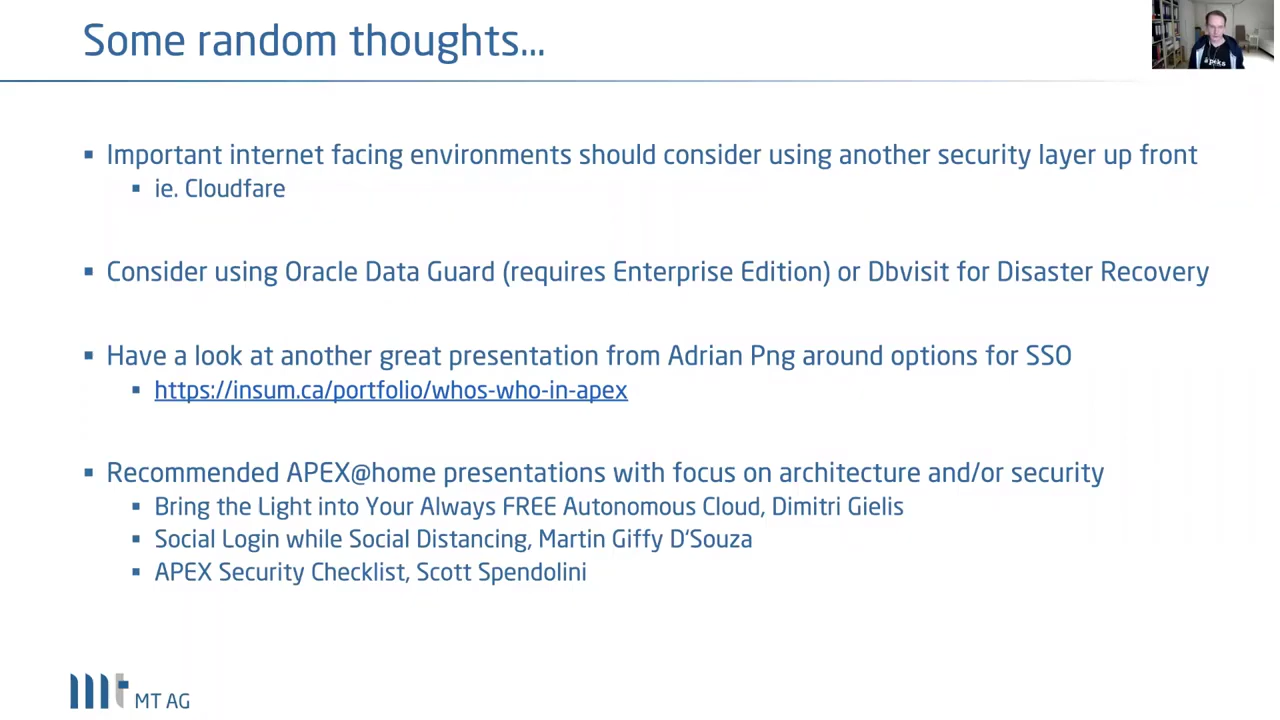 Some random thoughts...
Important internet facing environments should consider using another security layer up front
ie. Cloudfare
Consider using Oracle Data Guard (requires Enterprise Edition) or Dbvisit for Disaster Recovery
Have a look at another great presentation from Adrian Png around options for SSO
https://insum.ca/portfolio/whos-who-in-apex
Recommended APEX@home presentations with focus on architecture and/or security
Bring the Light into Your Always FREE Autonomous Cloud, Dimitri Gielis
Social Login while Social Distancing, Martin Giffy D'Souza
APEX Security Checklist, Scott Spendolini
mt MT AG